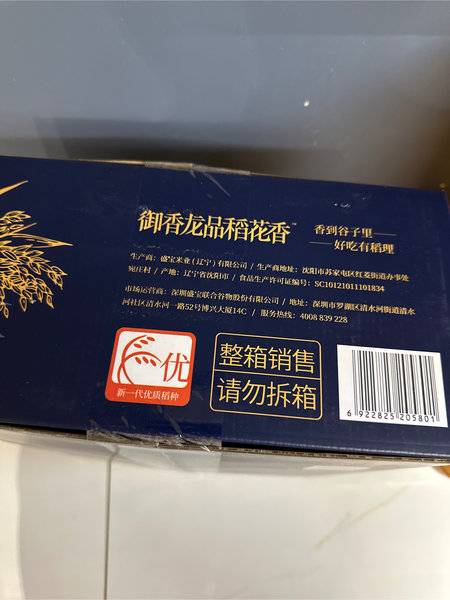 御香龙品稻花香™
香到谷子里——
——好吃有稻理
生产商：盛宝米业（辽宁）有限公司 / 生产商地址：沈阳市苏家屯区红菱街道办事处
宛庄村 / 产地：辽宁省沈阳市 / 食品生产许可证编号：SC10121011101834
市场运营商：深圳盛宝联合谷物股份有限公司 / 地址：深圳市罗湖区清水河街道清水
河社区清水河一路52号博兴大厦14C / 服务热线：4008 839 228
优
新一代优质稻种
整箱销售
请勿拆箱
6 922825 205801